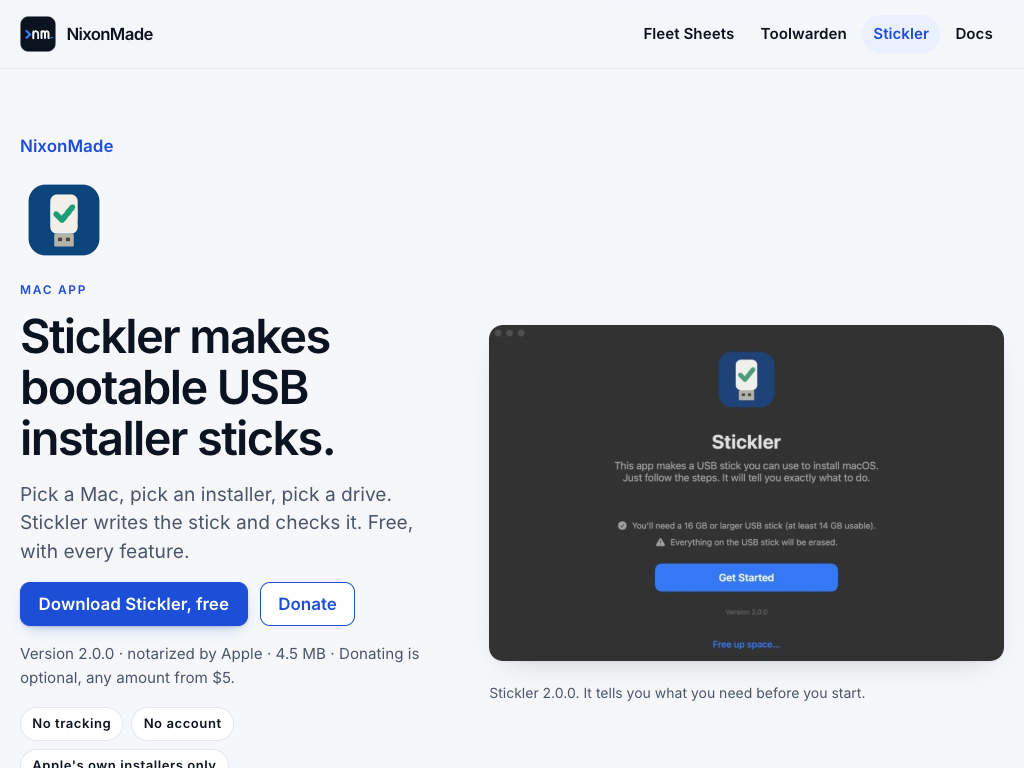 >nm_
NixonMade
Fleet Sheets
Toolwarden
Stickler
Docs
NixonMade
MAC APP
Stickler makes
bootable USB
installer sticks.
Pick a Mac, pick an installer, pick a drive.
Stickler writes the stick and checks it. Free,
with every feature.
Download Stickler, free
Donate
Version 2.0.0 · notarized by Apple · 4.5 MB · Donating is
optional, any amount from $5.
No tracking
No account
Apple's own installers only
Stickler
This app makes a USB stick you can use to install macOS.
Just follow the steps. It will tell you exactly what to do.
You'll need a 16 GB or larger USB stick (at least 14 GB usable).
Everything on the USB stick will be erased.
Get Started
Version 2.0.0
Free up space...
Stickler 2.0.0. It tells you what you need before you start.